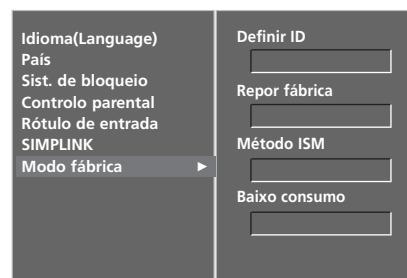 Idioma(Language)
País
Sist. de bloqueio
Controlo parental
Rótulo de entrada
SIMPLINK
Modo fábrica ►
Definir ID
Repor fábrica
Método ISM
Baixo consumo